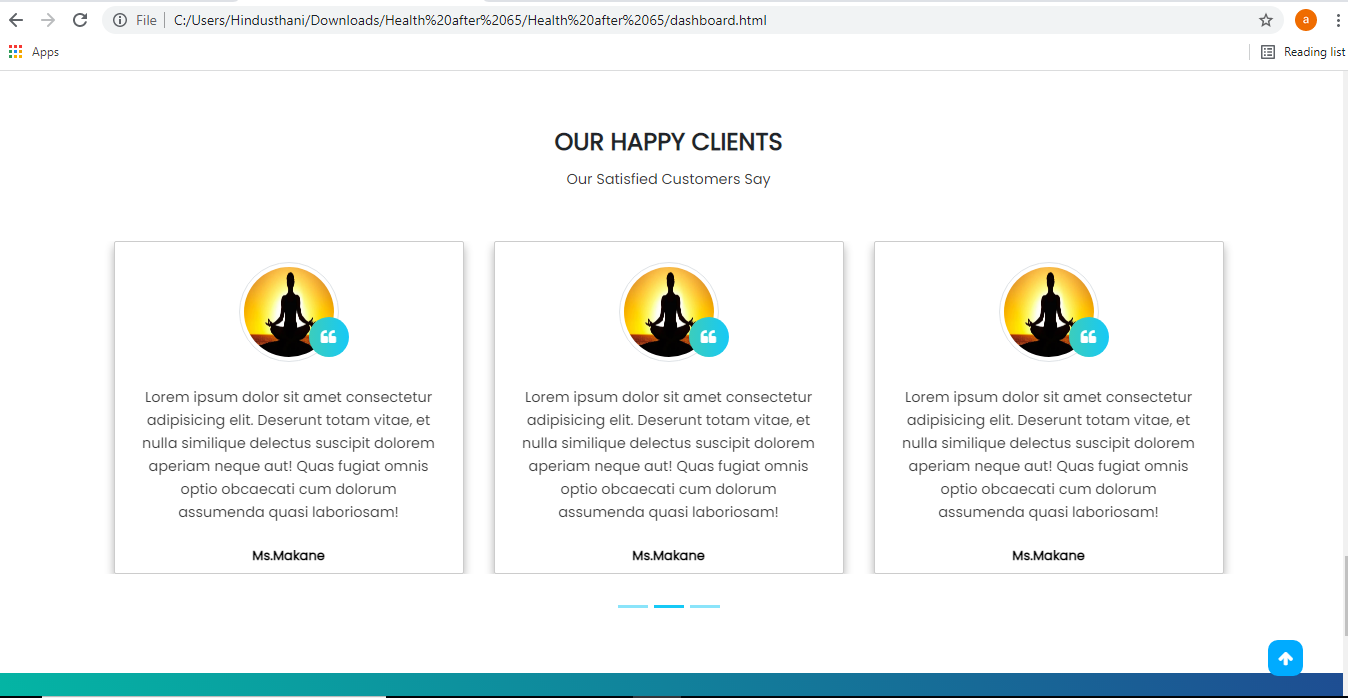 File
C:/Users/Hindusthani/Downloads/Health%20after%2065/Health%20after%2065/dashboard.html
a
Apps
Reading list
OUR HAPPY CLIENTS
Our Satisfied Customers Say
Lorem ipsum dolor sit amet consectetur
adipisicing elit. Deserunt totam vitae, et
nulla similique delectus suscipit dolorem
aperiam neque aut! Quas fugiat omnis
optio obcaecati cum dolorum
assumenda quasi laboriosam!
Ms.Makane
Lorem ipsum dolor sit amet consectetur
adipisicing elit. Deserunt totam vitae, et
nulla similique delectus suscipit dolorem
aperiam neque aut! Quas fugiat omnis
optio obcaecati cum dolorum
assumenda quasi laboriosam!
Ms.Makane
Lorem ipsum dolor sit amet consectetur
adipisicing elit. Deserunt totam vitae, et
nulla similique delectus suscipit dolorem
aperiam neque aut! Quas fugiat omnis
optio obcaecati cum dolorum
assumenda quasi laboriosam!
Ms.Makane